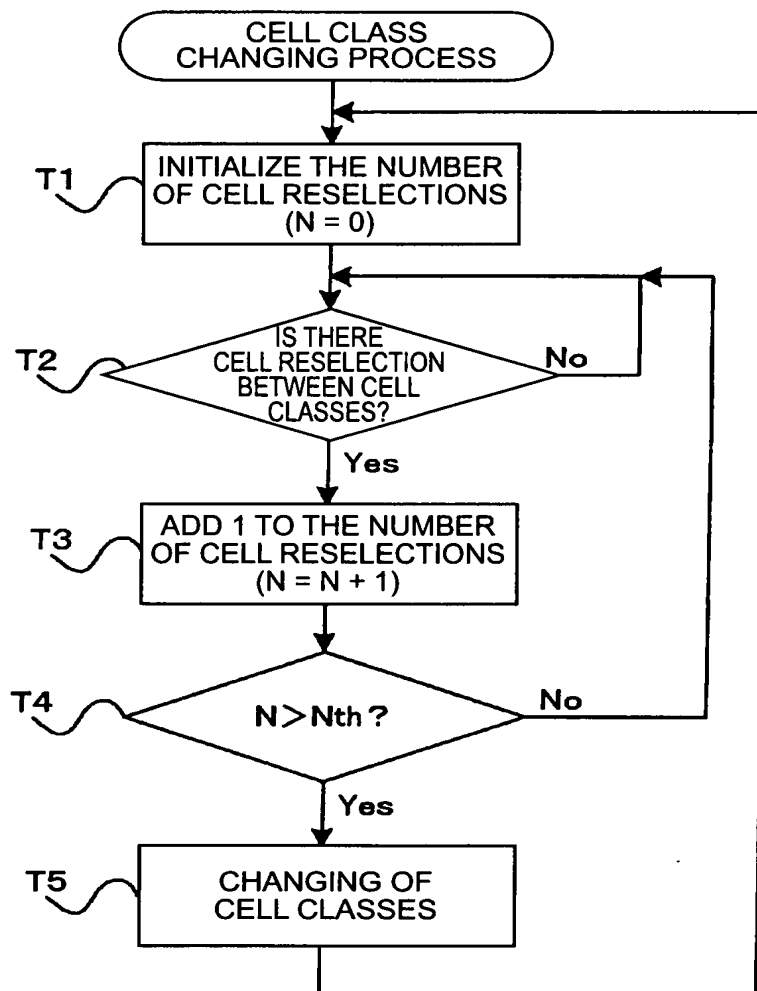 CELL CLASS
CHANGING PROCESS
T1
INITIALIZE THE NUMBER
OF CELL RESELECTIONS
(N = 0)
T2
IS THERE
CELL RESELECTION
BETWEEN CELL
CLASSES?
No
Yes
T3
ADD 1 TO THE NUMBER
OF CELL RESELECTIONS
(N = N + 1)
T4
N>Nth?
No
Yes
T5
CHANGING OF
CELL CLASSES